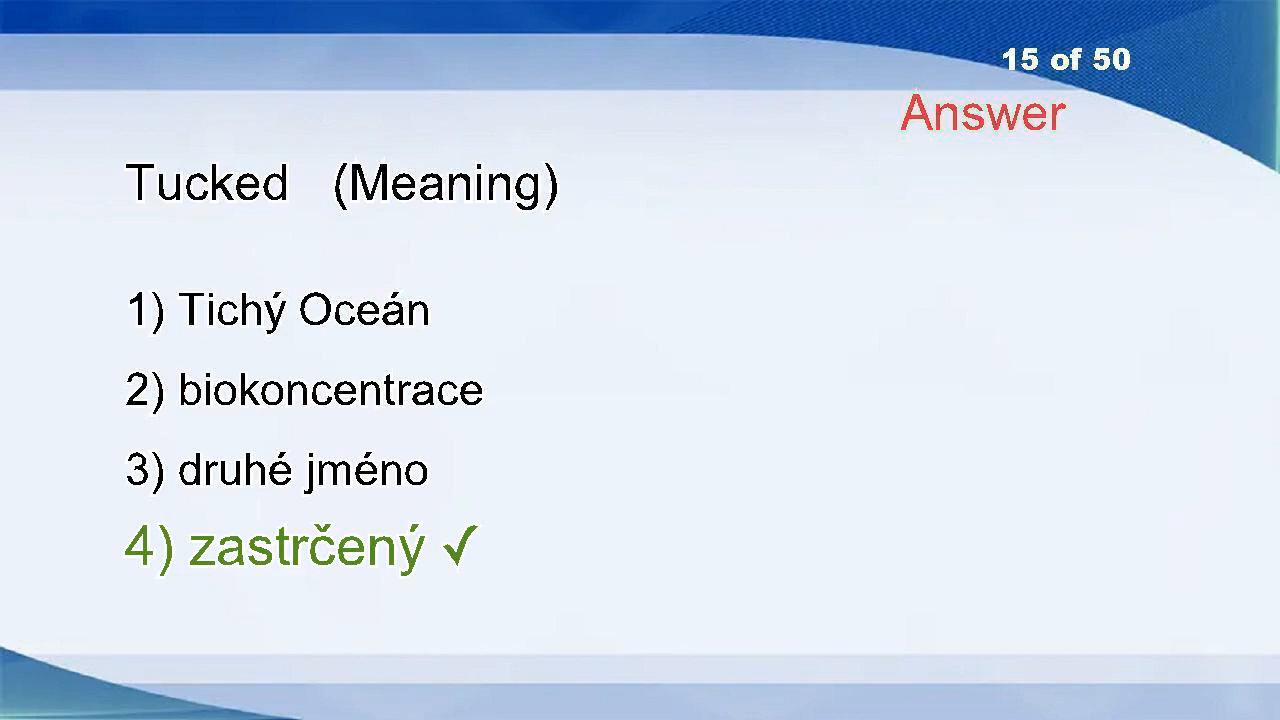 15 of 50
Answer
Tucked (Meaning)
1) Tichý Oceán
2) biokoncentrace
3) druhé jméno
4) zastrčený ✓